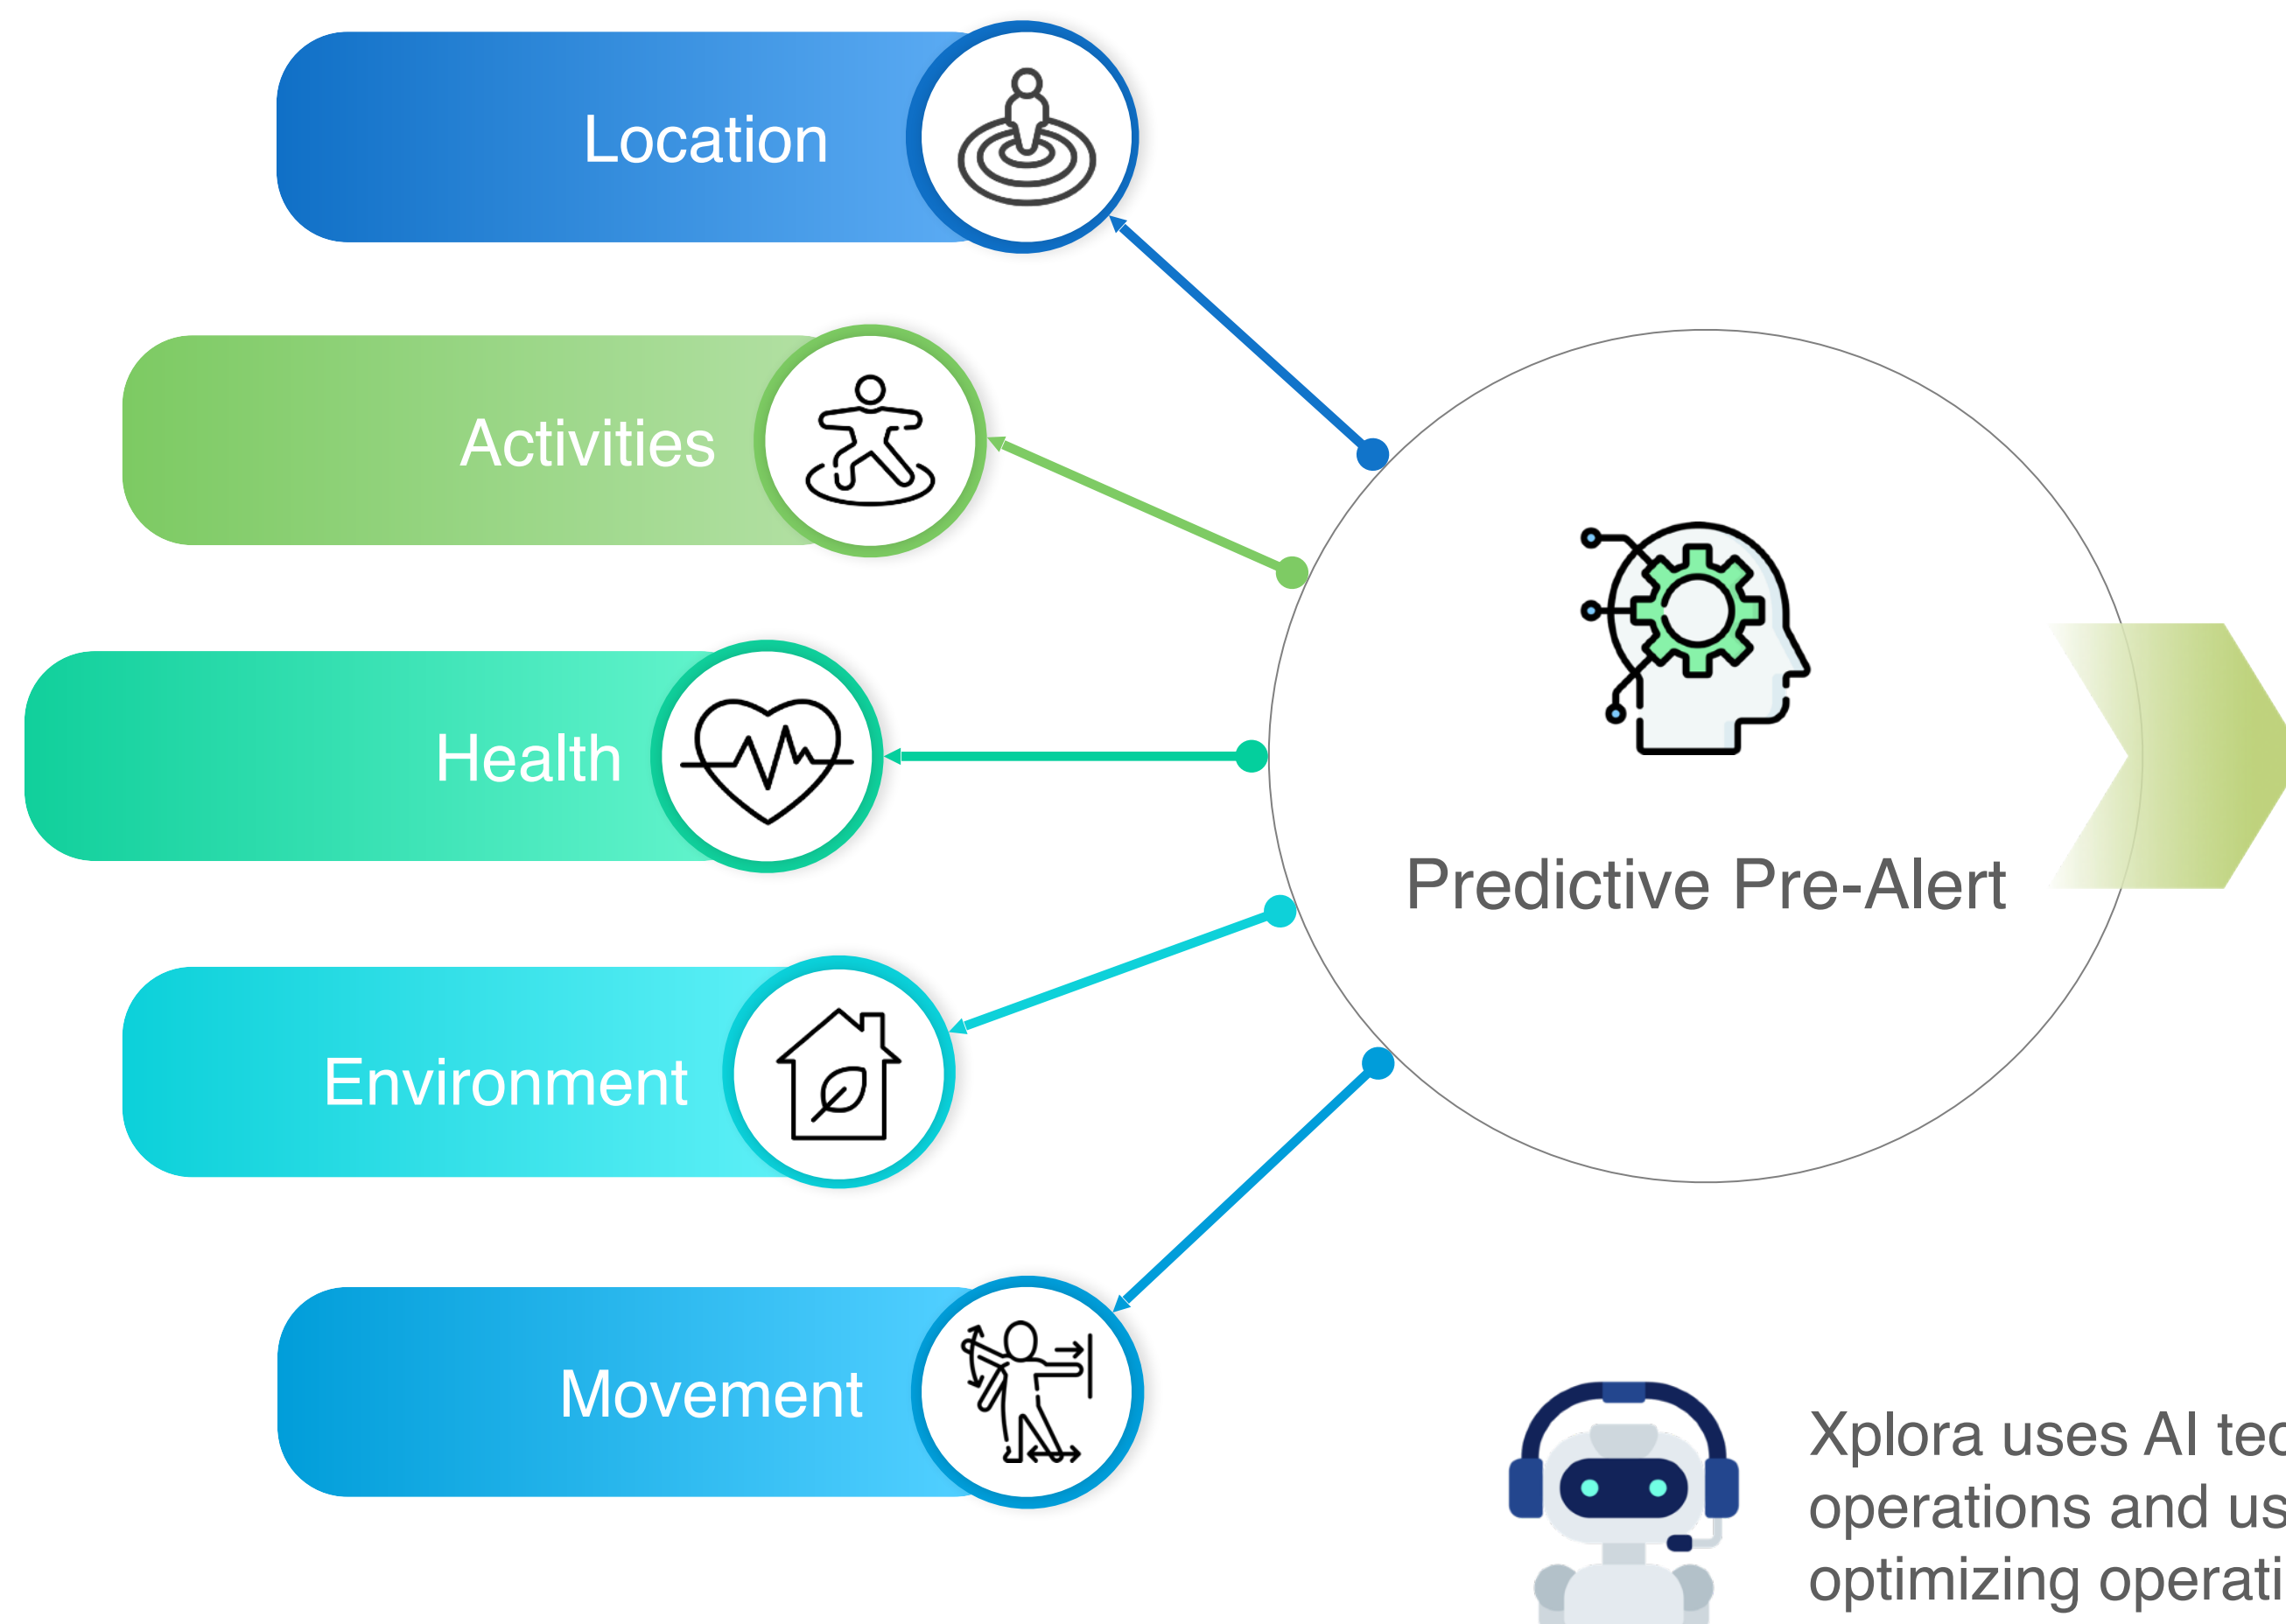 Location
Activities
Health
Predictive Pre-Alert
Environment
Movement
Xplora uses AI
operations and
optimizing